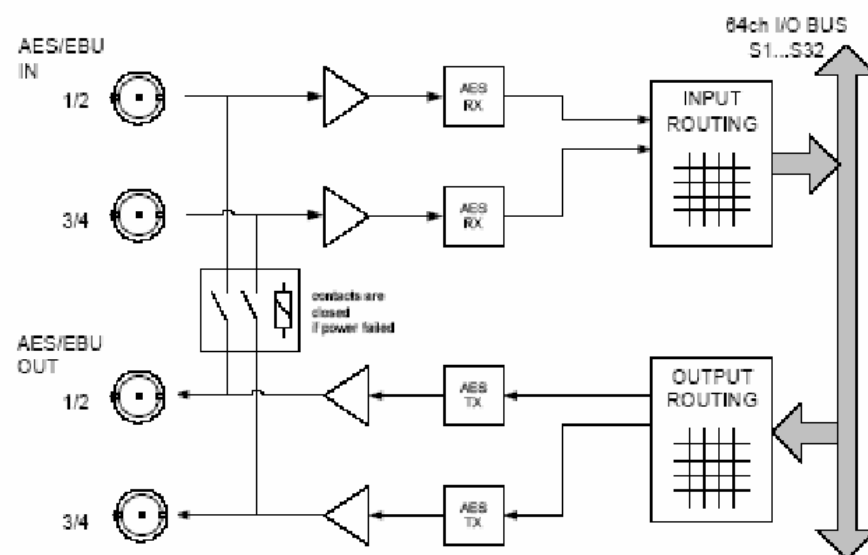 64ch I/O BUS
S1...S32
AES/EBU
IN
1/2
AES
RX
INPUT
ROUTING
3/4
AES
RX
contacts are
closed
if power failed
AES/EBU
OUT
1/2
AES
TX
OUTPUT
ROUTING
3/4
AES
TX